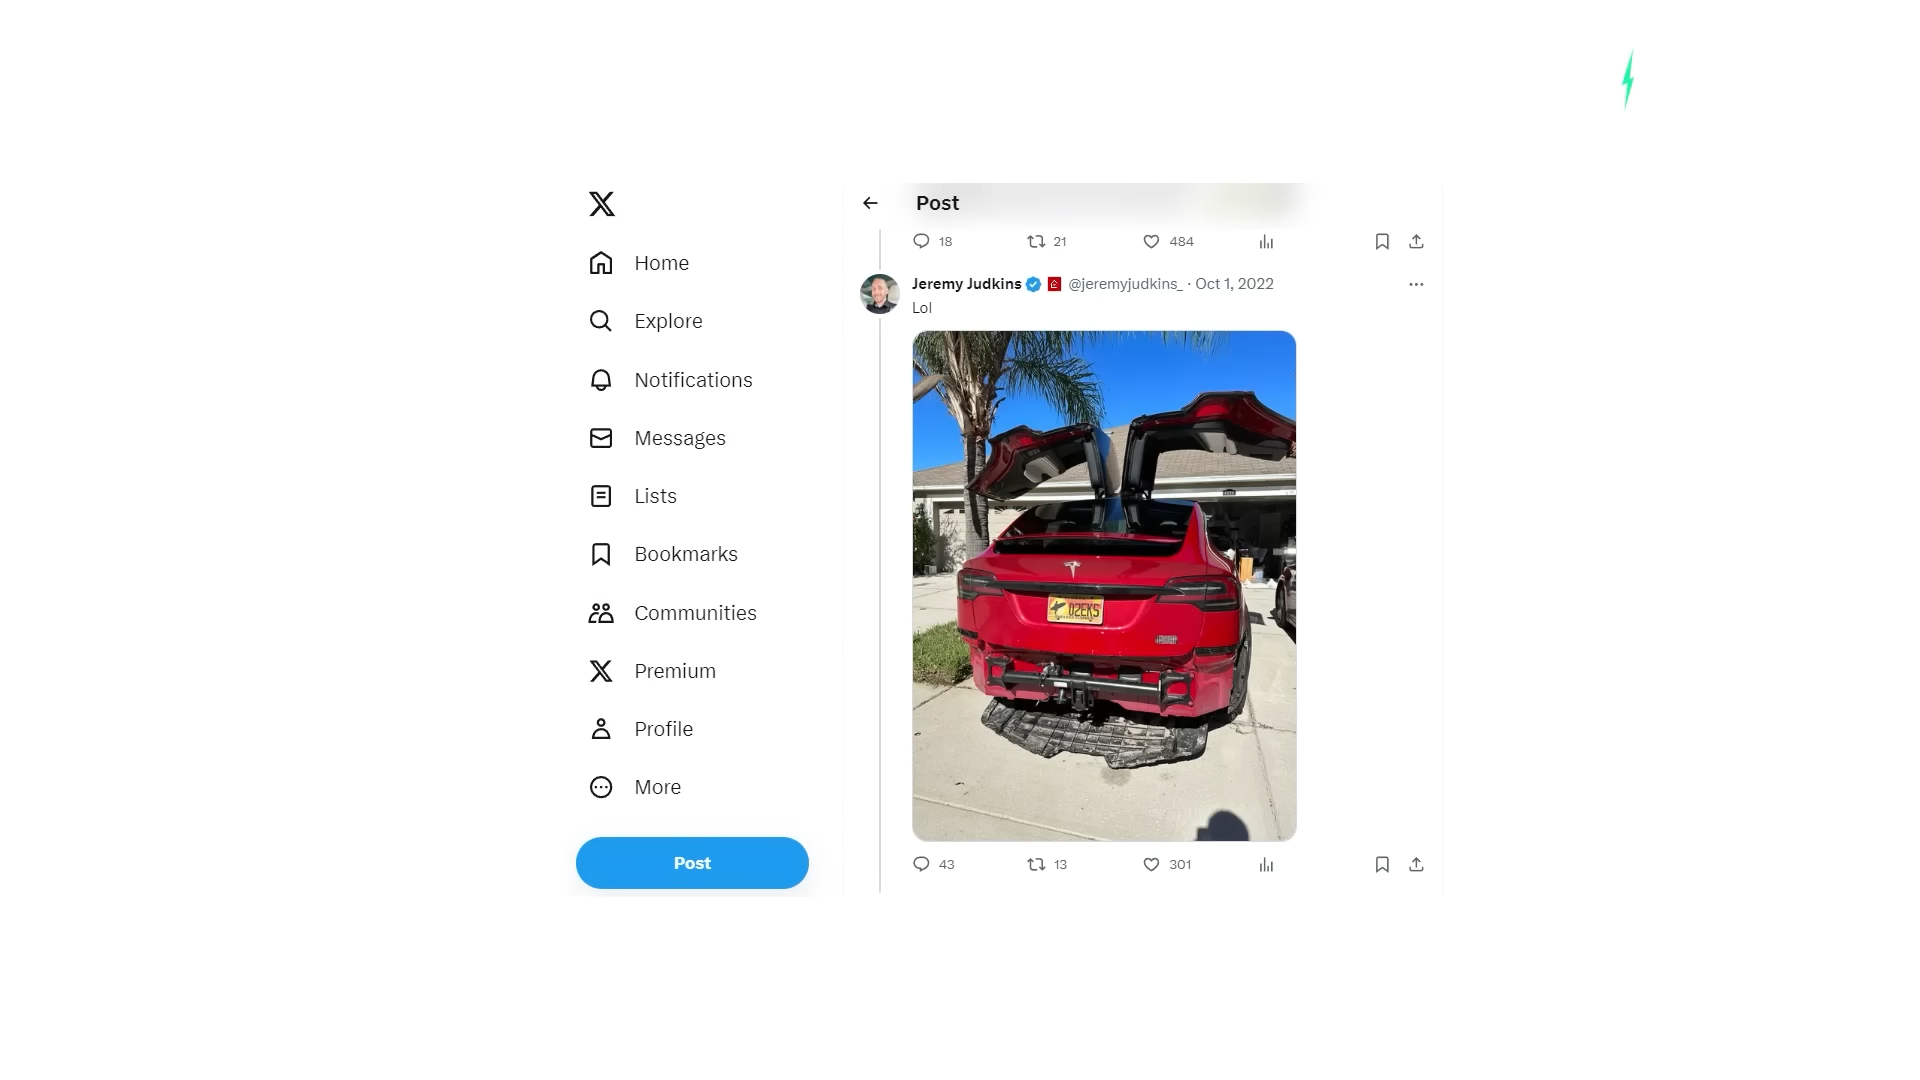 Home
Explore
Notifications
Messages
Lists
Bookmarks
Communities
Premium
Profile
More
Post
Post
18 21 484
Jeremy Judkins @jeremyjudkins_ · Oct 1, 2022
Lol
02EKS
43 13 301